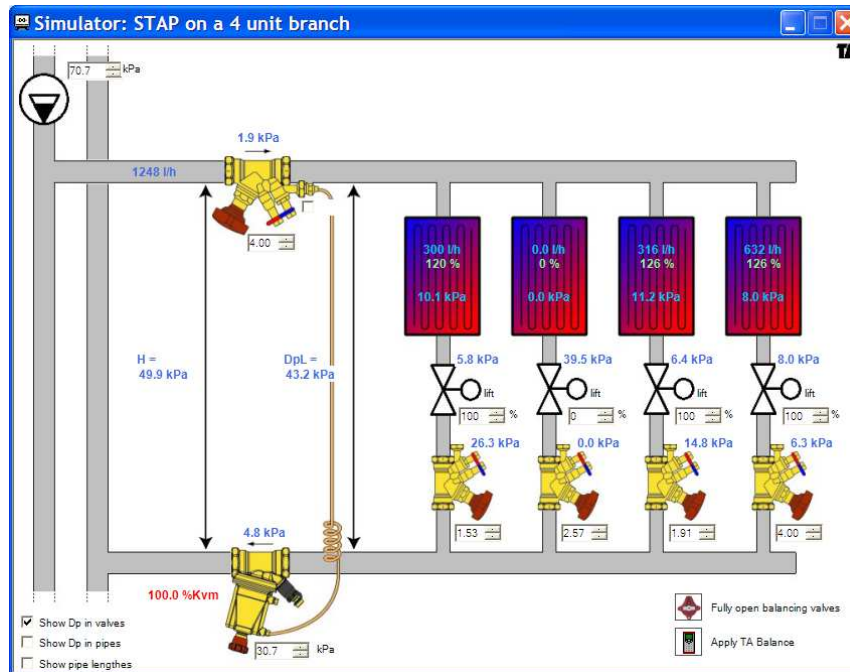 Simulator: STAP on a 4 unit branch
TA
70.7 kPa
1.9 kPa
1248 l/h
4.00
300 l/h
120 %
10.1 kPa
0.0 l/h
0 %
0.0 kPa
316 l/h
126 %
11.2 kPa
632 l/h
126 %
8.0 kPa
H =
49.9 kPa
DpL =
43.2 kPa
5.8 kPa
39.5 kPa
6.4 kPa
8.0 kPa
lift
lift
lift
lift
100 %
0 %
100 %
100 %
26.3 kPa
0.0 kPa
14.8 kPa
6.3 kPa
1.53
2.57
1.91
4.00
4.8 kPa
100.0 %Kvm
30.7 kPa
Show Dp in valves
Show Dp in pipes
Show pipe lengthes
Fully open balancing valves
Apply TA Balance